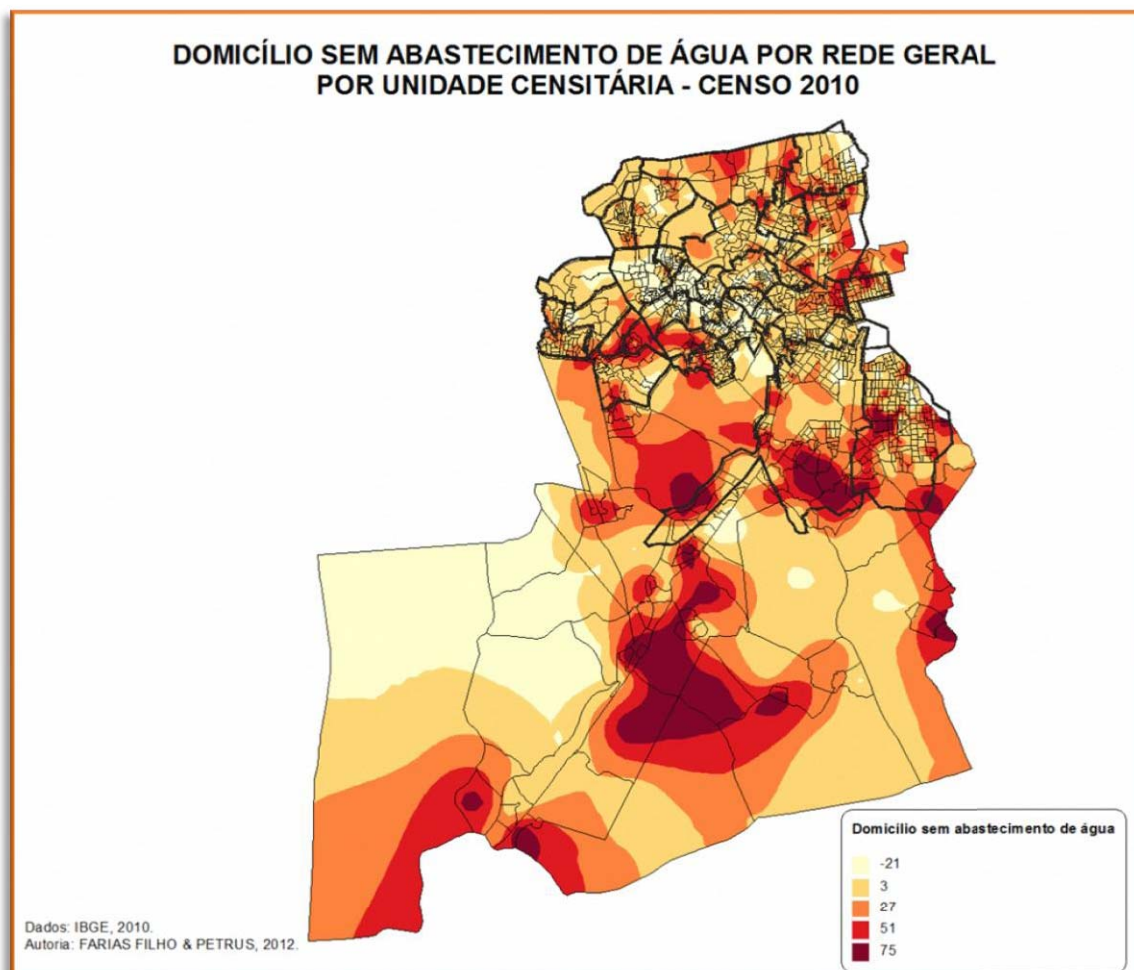 DOMICÍLIO SEM ABASTECIMENTO DE ÁGUA POR REDE GERAL
POR UNIDADE CENSITÁRIA - CENSO 2010
Domicílio sem abastecimento de água
-21
3
27
51
75
Dados: IBGE, 2010.
Autoria: FARIAS FILHO & PETRUS, 2012.